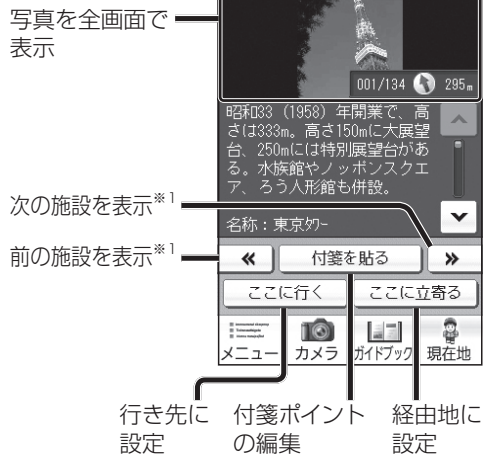 写真を全画面で
表示
001/134 295m
昭和33（1958）年開業で、高
さは333m。高さ150mに大展望
台、250mには特別展望台があ
る。水族館やノッポンスクエ
ア、ろう人形館も併設。
次の施設を表示※1
名称：東京ﾀﾜｰ
前の施設を表示※1
付箋を貼る
ここに行く ここに立寄る
メニュー カメラ ガイドブック 現在地
行き先に 付箋ポイント 経由地に
設定 の編集 設定